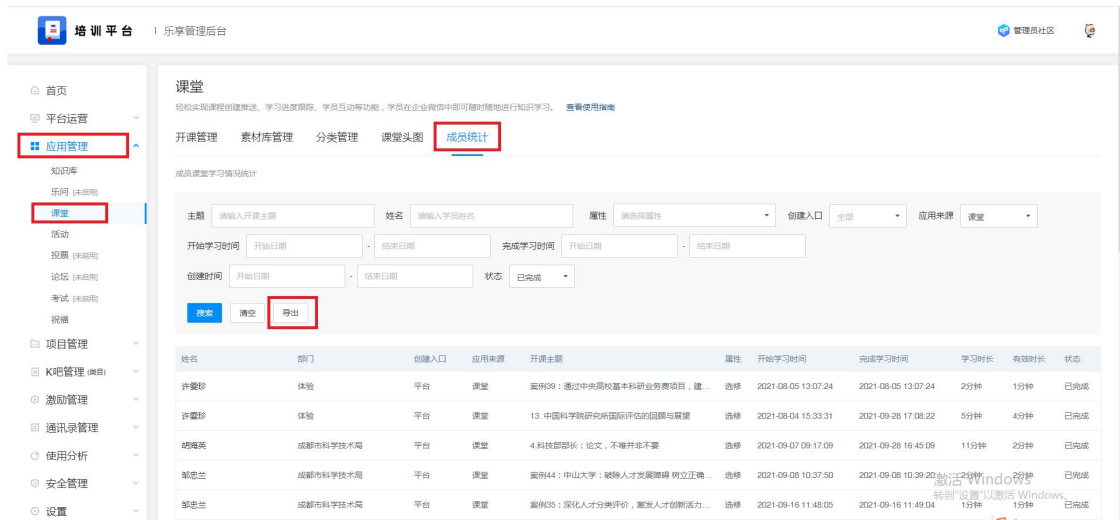 培训平台 | 乐享管理后台 管理员社区
首页
平台运营
应用管理
知识库
乐问 [未启用]
课堂
活动
投票 [未启用]
论坛 [未启用]
考试 [未启用]
祝福
项目管理
K吧管理 (类目)
激励管理
通讯录管理
使用分析
安全管理
设置
课堂
轻松实现课程创建推送、学习进度跟踪、学员互动等功能，学员在企业微信中即可随时随地进行知识学习。 查看使用指南
开课管理 素材库管理 分类管理 课堂头图 成员统计
成员课堂学习情况统计
主题 请输入开课主题 姓名 请输入学员姓名 属性 请选择属性 创建入口 全部 应用来源 课堂
开始学习时间 开始日期 - 结束日期 完成学习时间 开始日期 - 结束日期
创建时间 开始日期 - 结束日期 状态 已完成
搜索 清空 导出
姓名 部门 创建入口 应用来源 开课主题 属性 开始学习时间 完成学习时间 学习时长 有效时长 状态
体验 平台 课堂 案例39：通过中央高校基本科研业务费项目，建... 选修 2021-08-05 13:07:24 2021-08-05 13:07:24 2分钟 1分钟 已完成
体验 平台 课堂 13. 中国科学院研究所国际评估的回顾与展望 选修 2021-08-04 15:33:31 2021-09-28 17:08:22 5分钟 4分钟 已完成
胡海英 成都市科学技术局 平台 课堂 4.科技部部长：论文，不唯并非不要 选修 2021-09-07 09:17:09 2021-09-28 16:45:09 11分钟 2分钟 已完成
邹忠兰 成都市科学技术局 平台 课堂 案例44：中山大学：破除人才发展障碍 树立正确... 选修 2021-09-08 10:37:50 2021-09-08 10:39:20 2分钟 2分钟 已完成
邹忠兰 成都市科学技术局 平台 课堂 案例35：深化人才分类评价，激发人才创新活力... 选修 2021-09-16 11:48:05 2021-09-16 11:49:04 1分钟 1分钟 已完成
激活 Windows
转到"设置"以激活 Windows。